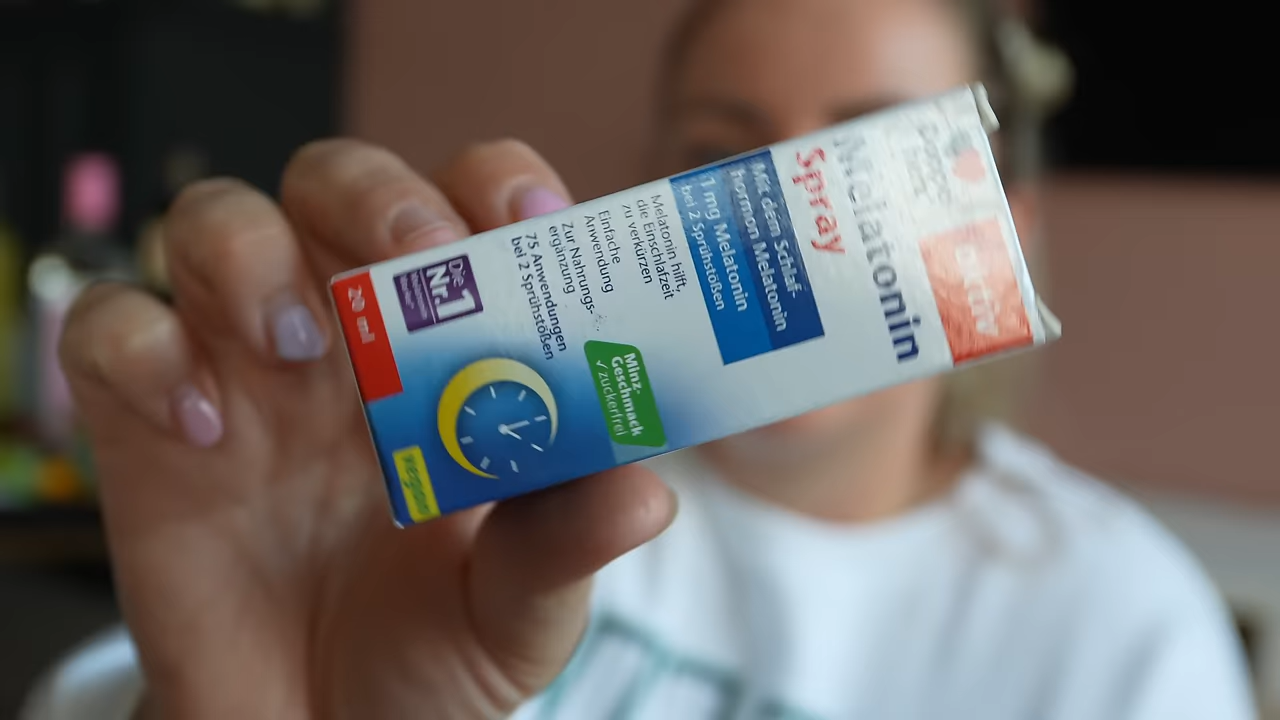 Doppel
herz
aktiv
Melatonin
Spray
Mit dem Schlaf-
hormon Melatonin
1 mg Melatonin
bei 2 Sprühstößen
Melatonin hilft,
die Einschlafzeit
zu verkürzen
Einfache
Anwendung
Zur Nahrungs-
ergänzung
75 Anwendungen
bei 2 Sprühstößen
Minz-
Geschmack
✓ zuckerfrei
Die
Nr.1
20 ml
Vegan